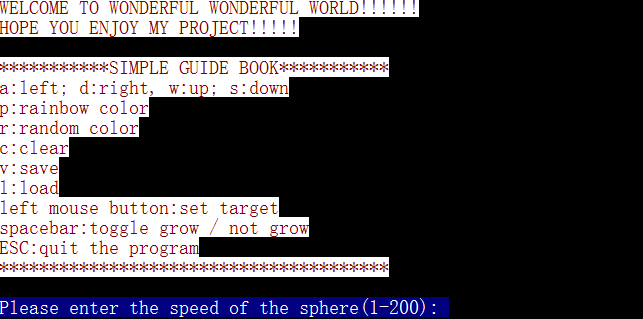 WELCOME TO WONDERFUL WONDERFUL WORLD!!!!!!
HOPE YOU ENJOY MY PROJECT!!!!!
***********SIMPLE GUIDE BOOK***********
a:left; d:right, w:up; s:down
p:rainbow color
r:random color
c:clear
v:save
l:load
left mouse button:set target
spacebar:toggle grow / not grow
ESC:quit the program
***************************************
Please enter the speed of the sphere(1-200):